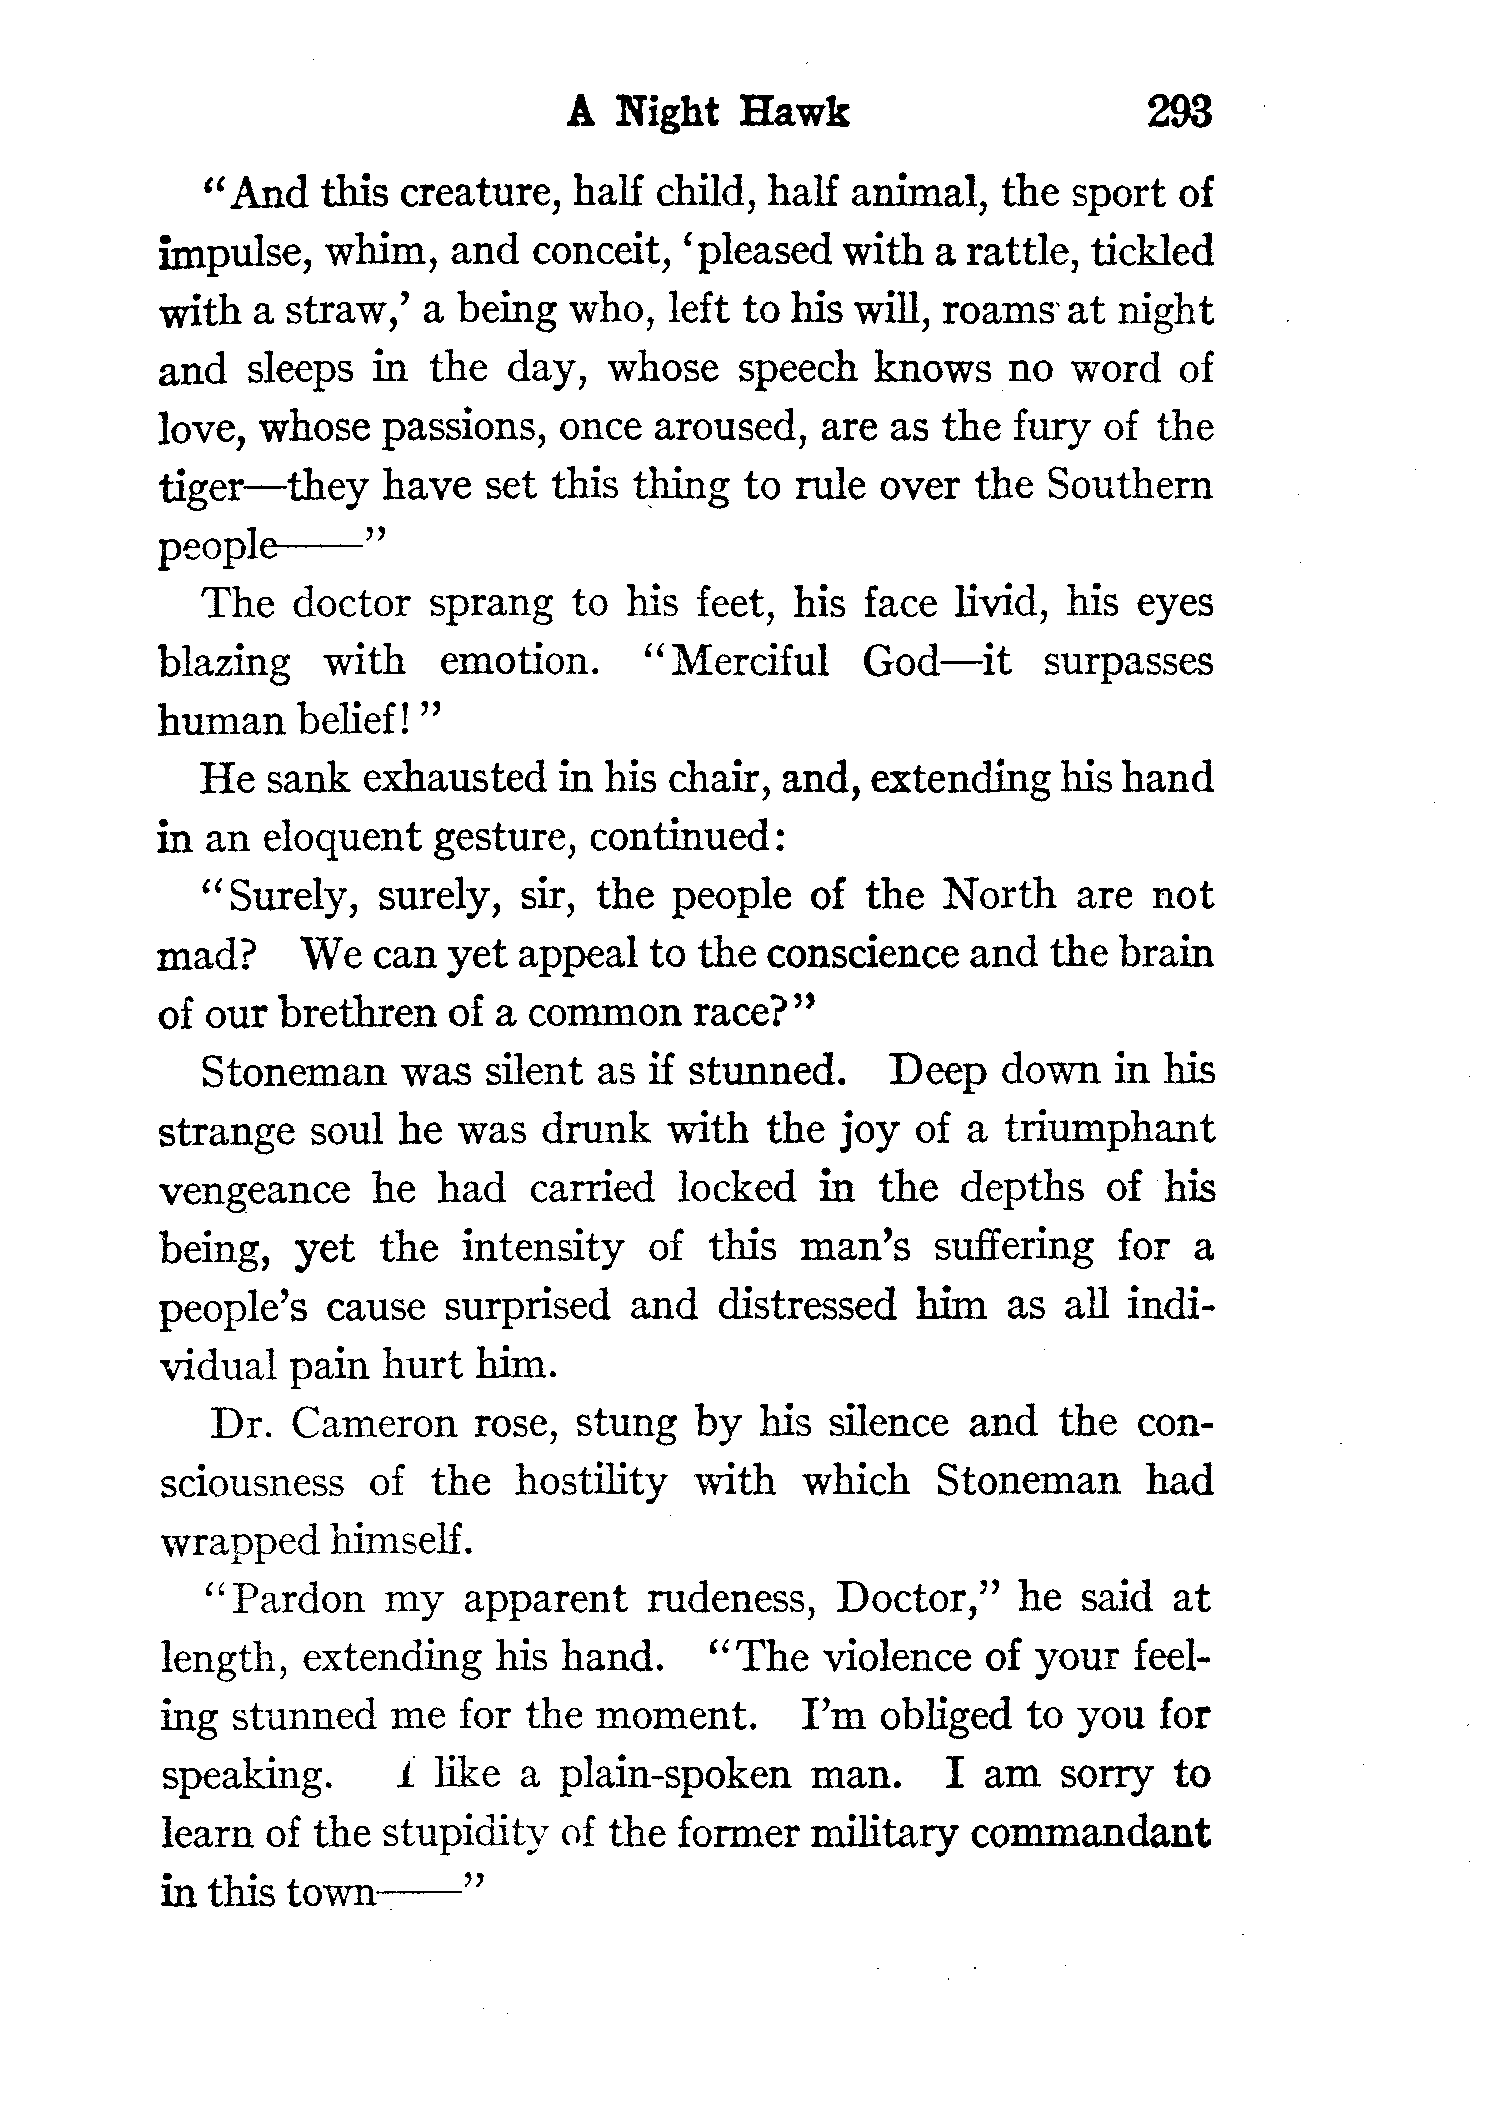 A Night Hawk 293
"And this creature, half child, half animal, the sport of
impulse, whim, and conceit, 'pleased with a rattle, tickled
with a straw,' a being who, left to his will, roams at night
and sleeps in the day, whose speech knows no word of
love, whose passions, once aroused, are as the fury of the
tiger—they have set this thing to rule over the Southern
people——"
The doctor sprang to his feet, his face livid, his eyes
blazing with emotion. "Merciful God—it surpasses
human belief!"
He sank exhausted in his chair, and, extending his hand
in an eloquent gesture, continued:
"Surely, surely, sir, the people of the North are not
mad? We can yet appeal to the conscience and the brain
of our brethren of a common race?"
Stoneman was silent as if stunned. Deep down in his
strange soul he was drunk with the joy of a triumphant
vengeance he had carried locked in the depths of his
being, yet the intensity of this man's suffering for a
people's cause surprised and distressed him as all indi-
vidual pain hurt him.
Dr. Cameron rose, stung by his silence and the con-
sciousness of the hostility with which Stoneman had
wrapped himself.
"Pardon my apparent rudeness, Doctor," he said at
length, extending his hand. "The violence of your feel-
ing stunned me for the moment. I'm obliged to you for
speaking. I like a plain-spoken man. I am sorry to
learn of the stupidity of the former military commandant
in this town——"